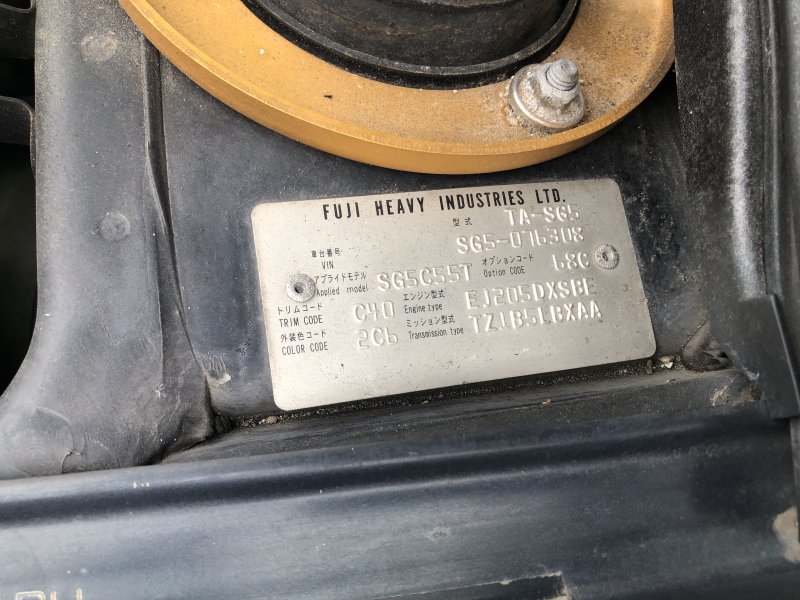 FUJI HEAVY INDUSTRIES LTD.
型式 TA-SG5
車台番号 VIN SG5-076308
アプライドモデル Applied model SG5C55T オプションコード Option CODE 68C
トリムコード TRIM CODE C40 エンジン型式 Engine type EJ205DXSBE
外装色コード COLOR CODE 2C6 ミッション型式 Transmission type TZ1B5LBXAA